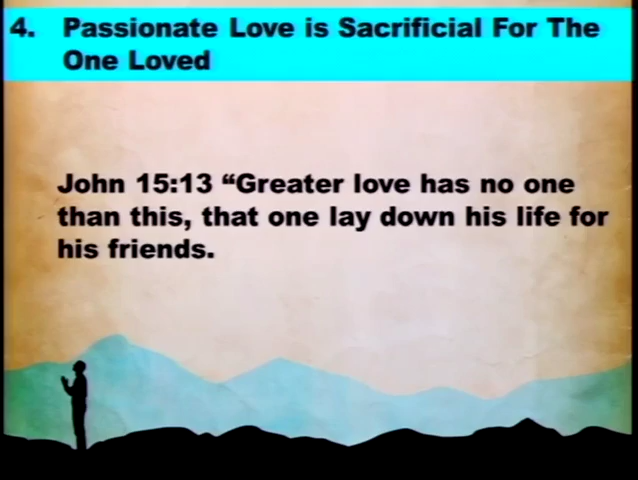 4. Passionate Love is Sacrificial For The
One Loved
John 15:13 “Greater love has no one
than this, that one lay down his life for
his friends.